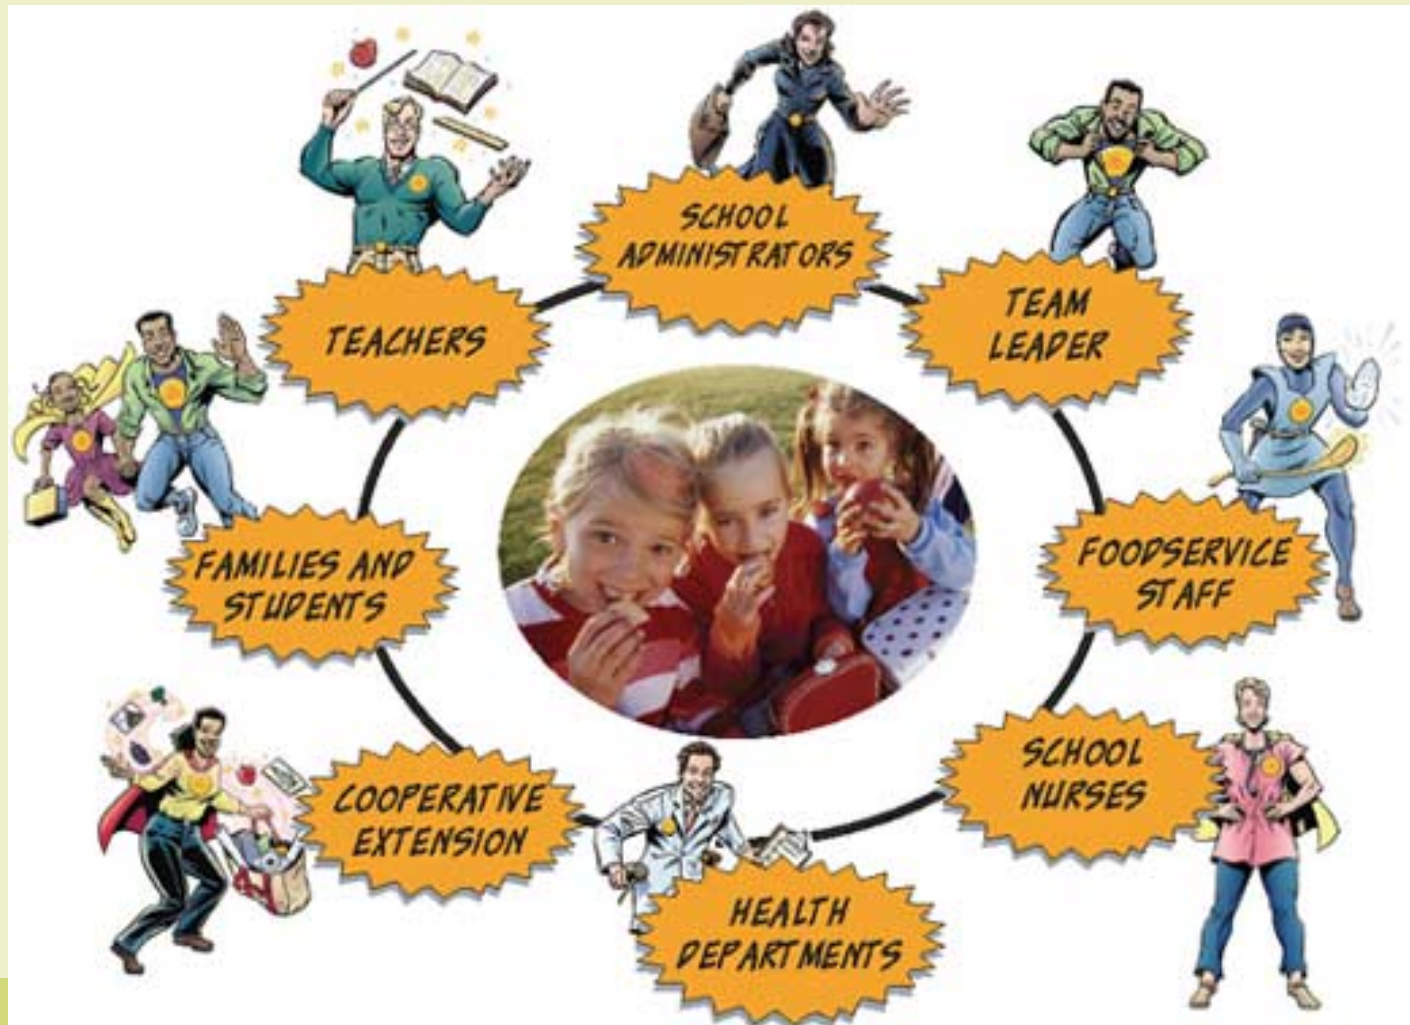 SCHOOL
ADMINISTRATORS
TEAM
LEADER
FOODSERVICE
STAFF
SCHOOL
NURSES
HEALTH
DEPARTMENTS
COOPERATIVE
EXTENSION
FAMILIES AND
STUDENTS
TEACHERS